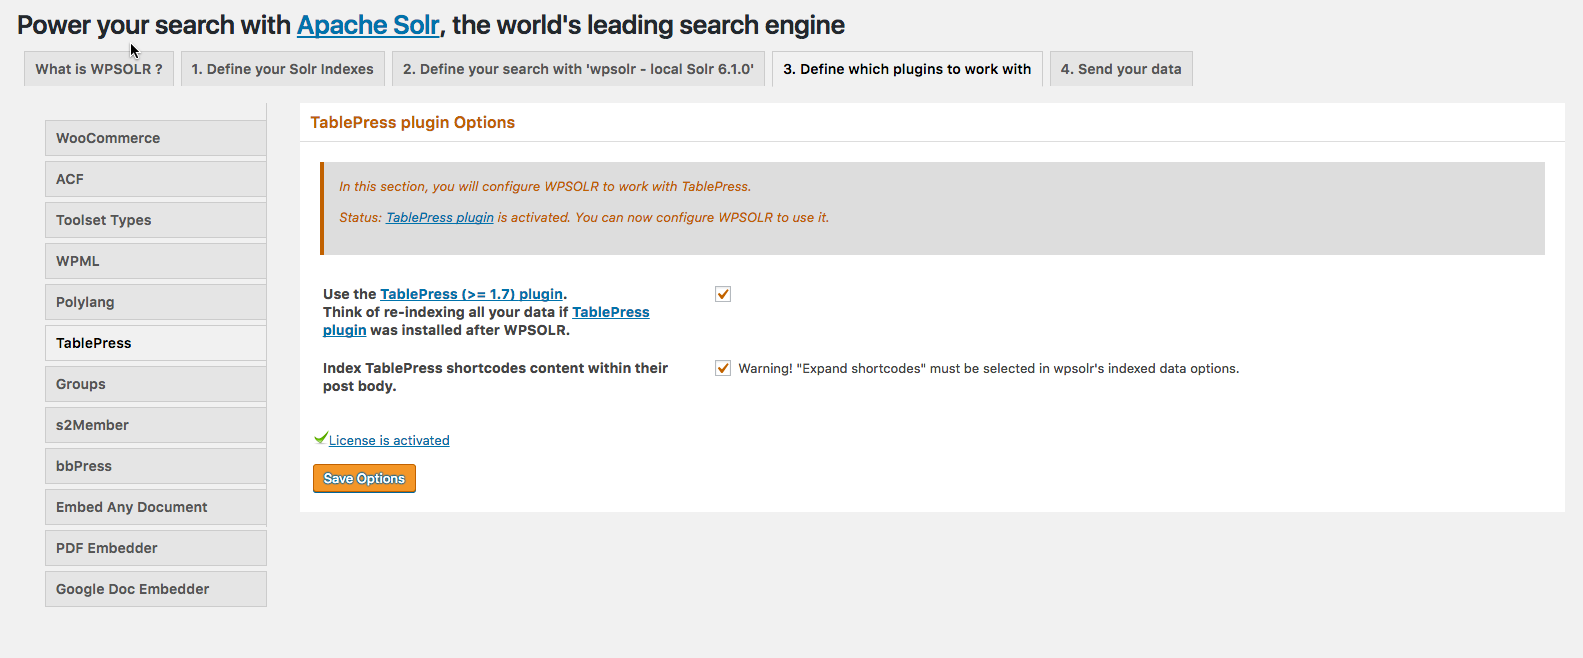 Power your search with Apache Solr, the world's leading search engine
What is WPSOLR ?
1. Define your Solr Indexes
2. Define your search with 'wpsolr - local Solr 6.1.0'
3. Define which plugins to work with
4. Send your data
WooCommerce
ACF
Toolset Types
WPML
Polylang
TablePress
Groups
s2Member
bbPress
Embed Any Document
PDF Embedder
Google Doc Embedder
TablePress plugin Options
In this section, you will configure WPSOLR to work with TablePress.
Status: TablePress plugin is activated. You can now configure WPSOLR to use it.
Use the TablePress (>= 1.7) plugin.
Think of re-indexing all your data if TablePress
plugin was installed after WPSOLR.
Index TablePress shortcodes content within their
post body.
Warning! "Expand shortcodes" must be selected in wpsolr's indexed data options.
License is activated
Save Options